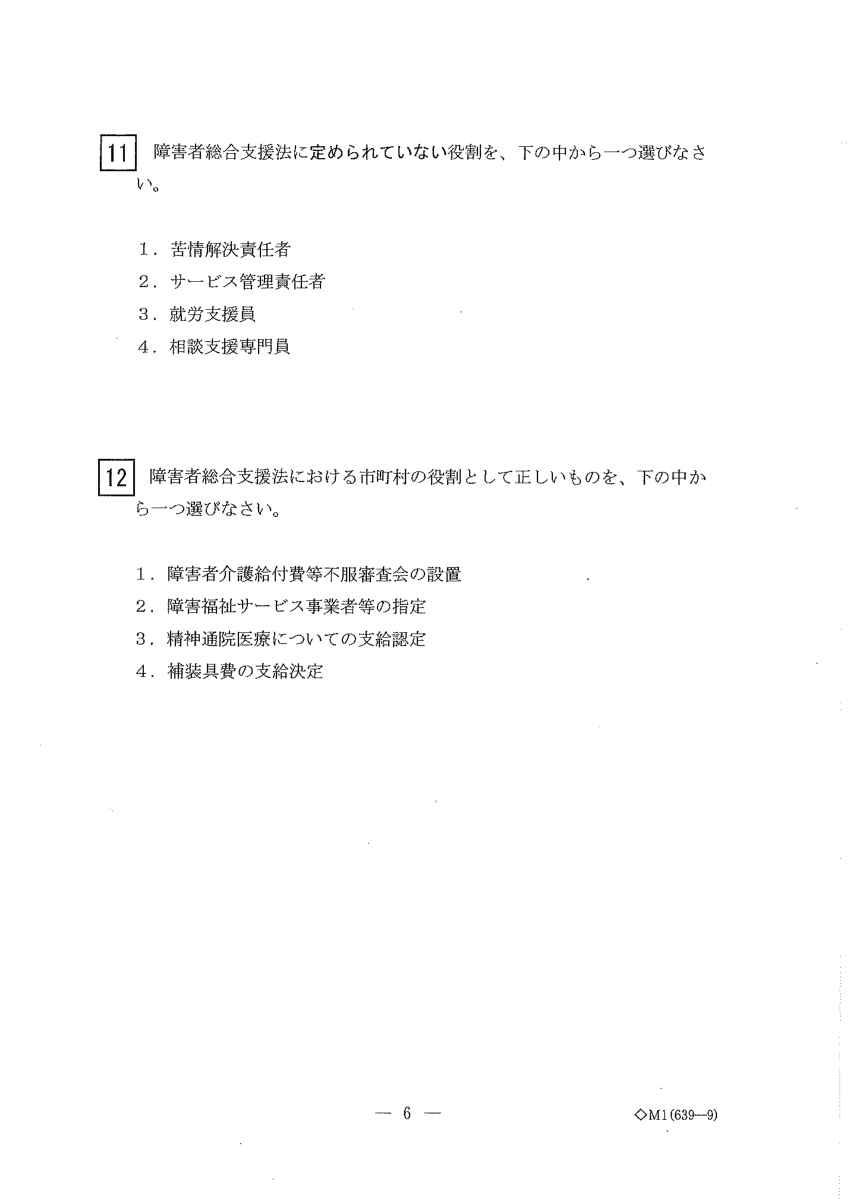 11 障害者総合支援法に定められていない役割を、下の中から一つ選びなさ
い。
１．苦情解決責任者
２．サービス管理責任者
３．就労支援員
４．相談支援専門員
12 障害者総合支援法における市町村の役割として正しいものを、下の中か
ら一つ選びなさい。
１．障害者介護給付費等不服審査会の設置
２．障害福祉サービス事業者等の指定
３．精神通院医療についての支給認定
４．補装具費の支給決定
― 6 ―
◇M1(639―9)